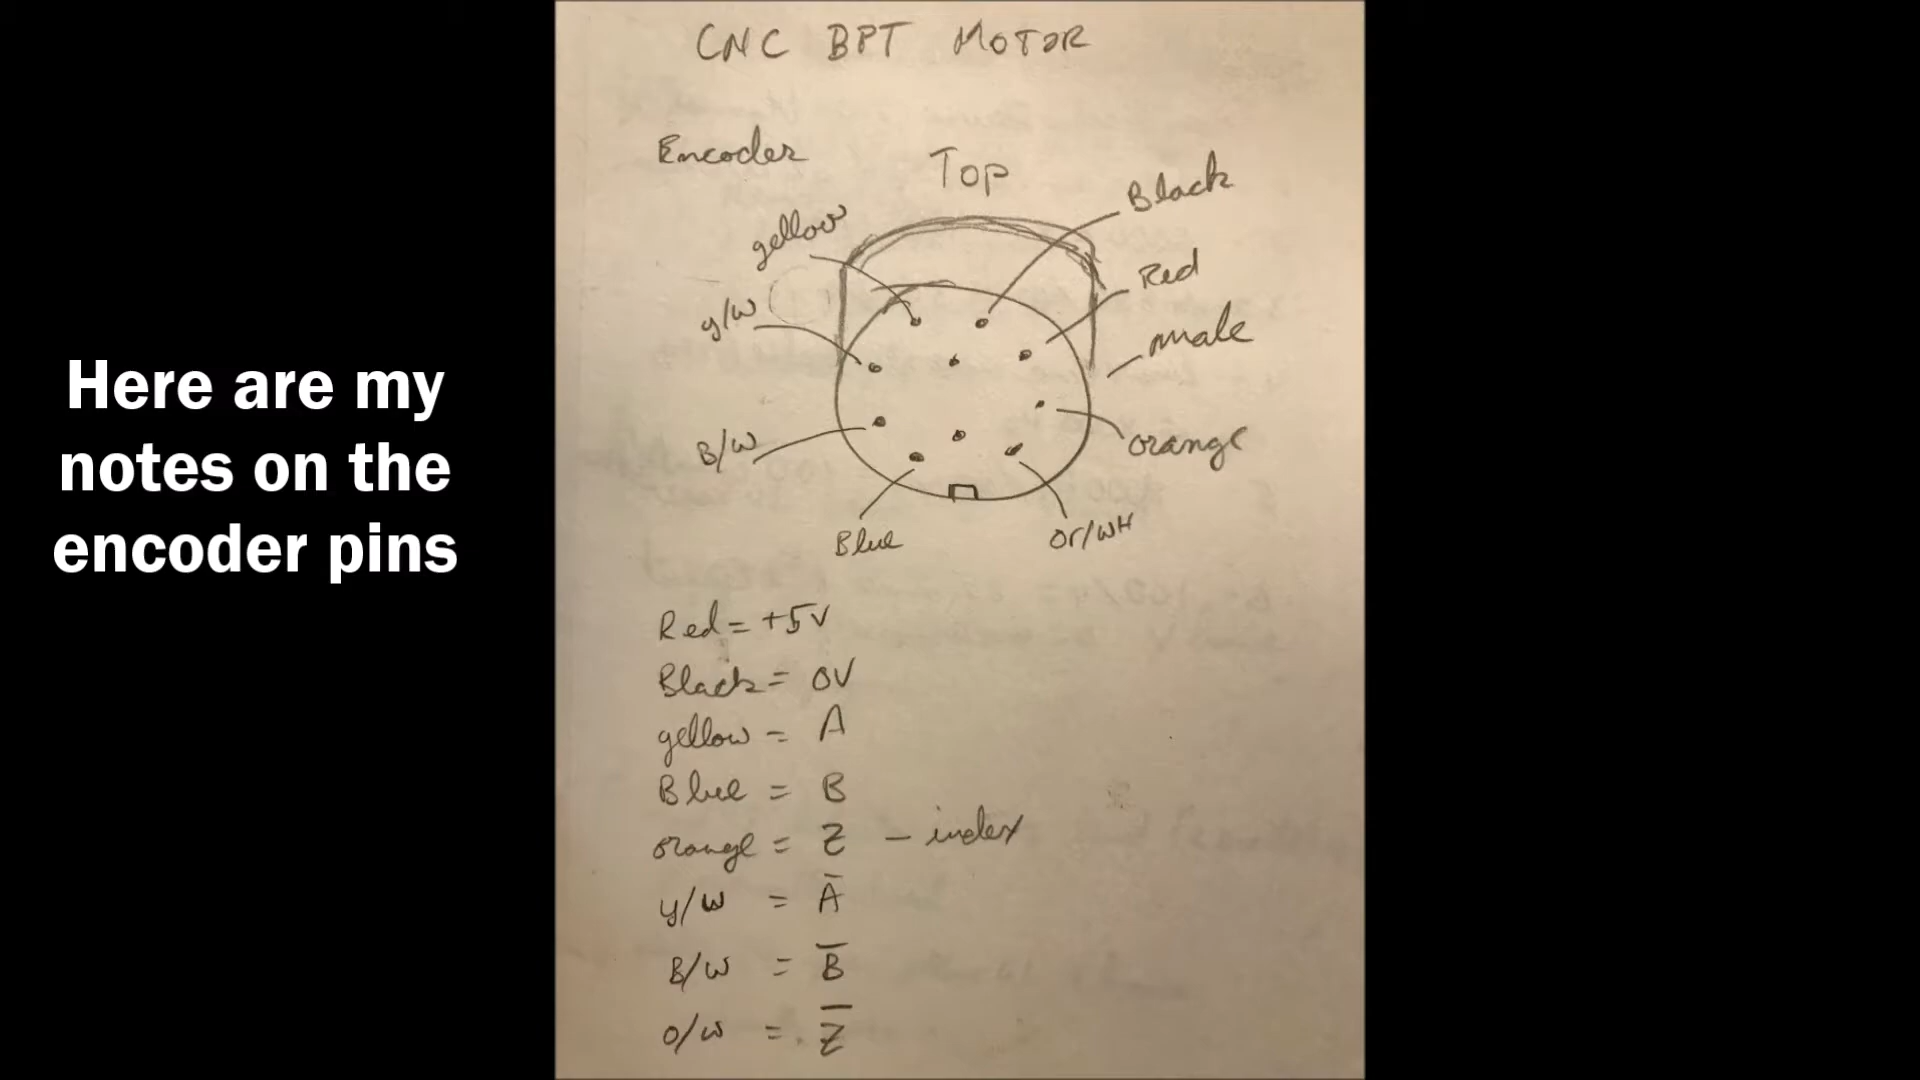 Here are my
notes on the
encoder pins
CNC BPT MOTOR
Encoder
Top
Black
yellow
Red
y/w
male
B/W
orange
Blue
or/WH
Red = +5V
Black = 0V
yellow = A
Blue = B
orange = Z - index
y/w = A̅
B/W = B̅
o/w = Z̅